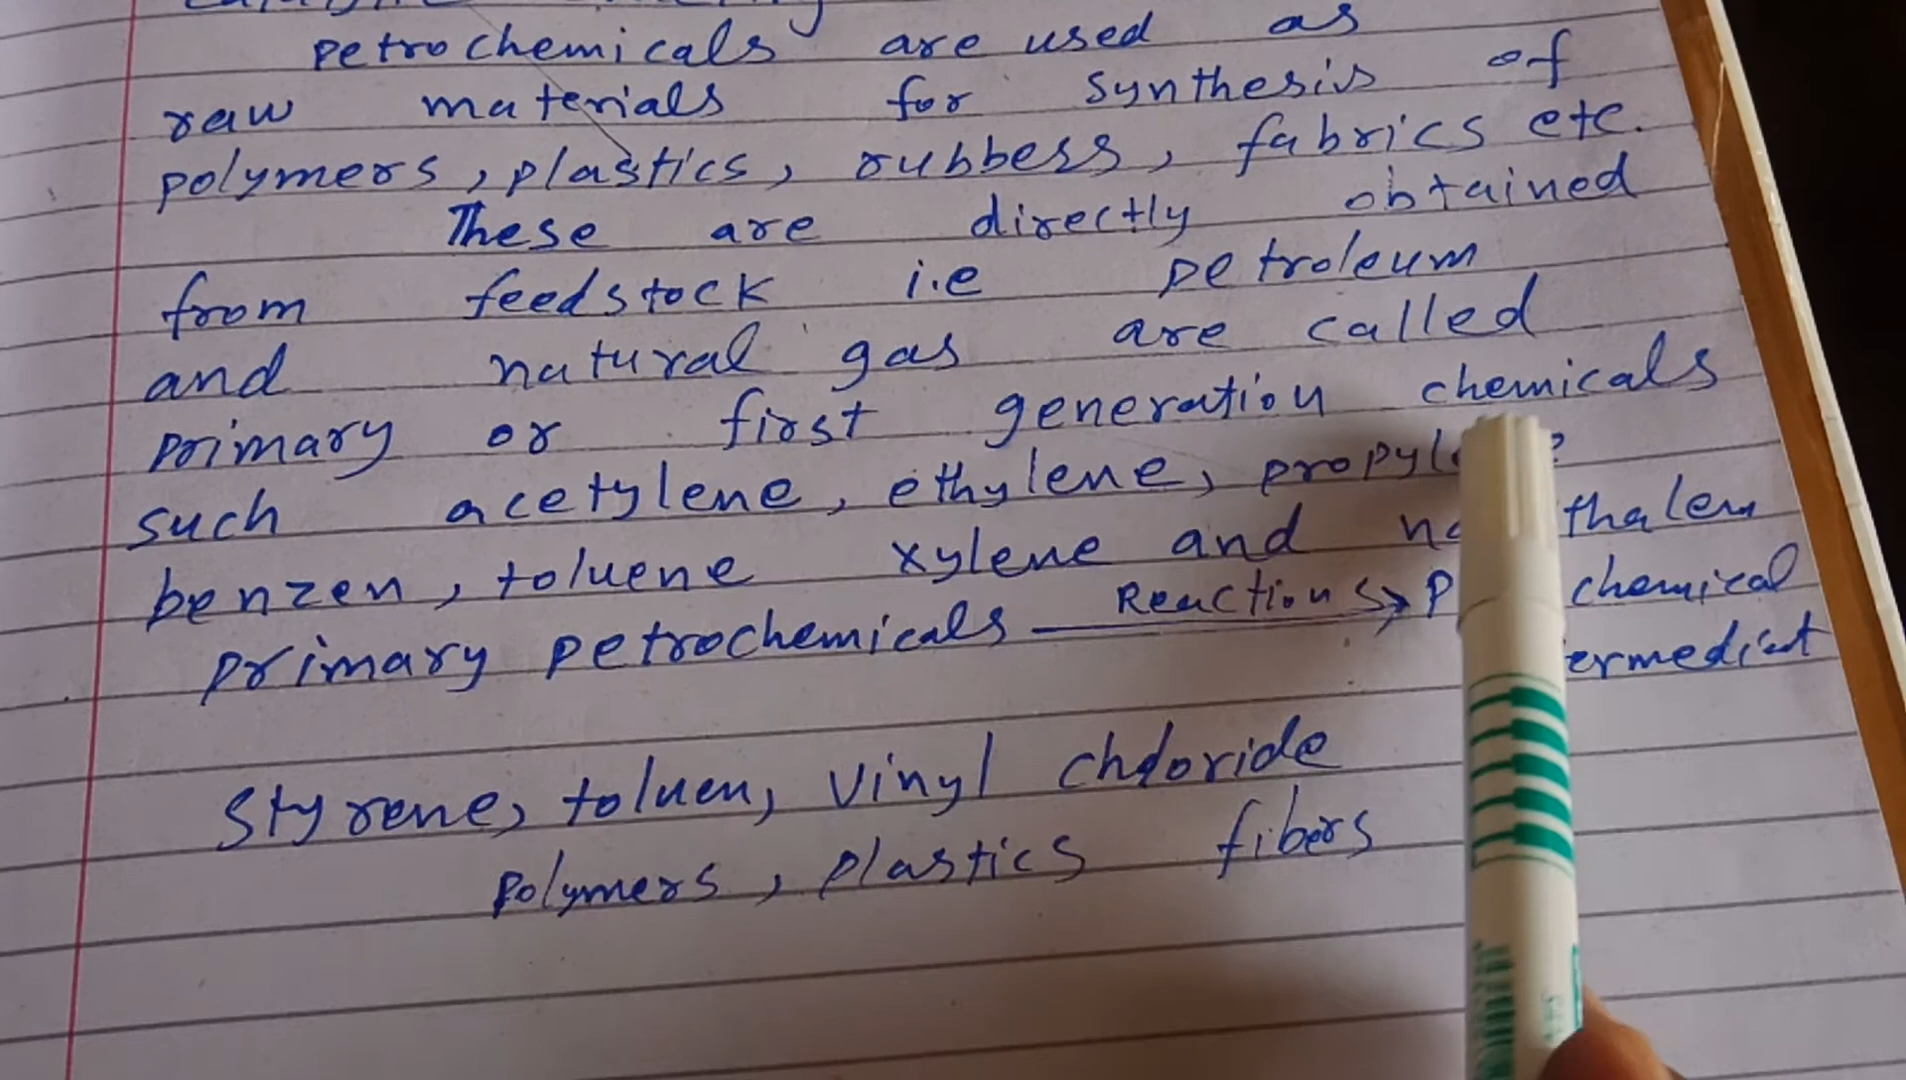 petrochemicals are used as
raw materials for synthesis of
polymers, plastics, rubbers, fabrics etc.
These are directly obtained
from feedstock i.e petroleum
and natural gas are called
primary or first generation chemicals
such acetylene, ethylene,
benzen, toluene xylene and
primary petrochemicals Reactions chemical
styrene, toluen, vinyl chloride
polymers, plastics fibers